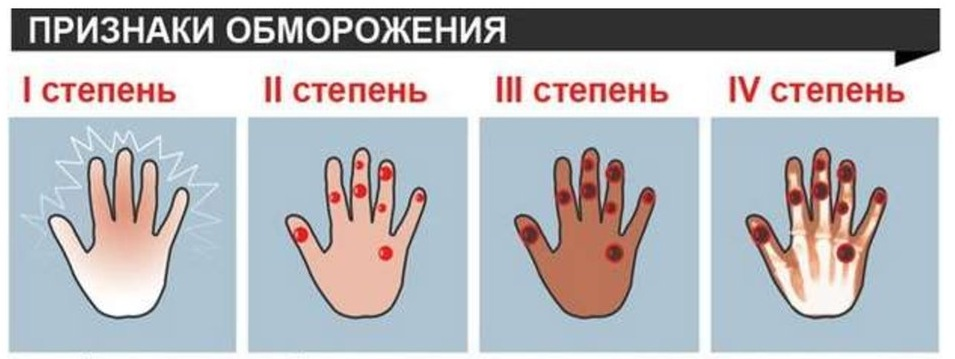 ПРИЗНАКИ ОБМОРОЖЕНИЯ
I степень
II степень
III степень
IV степень